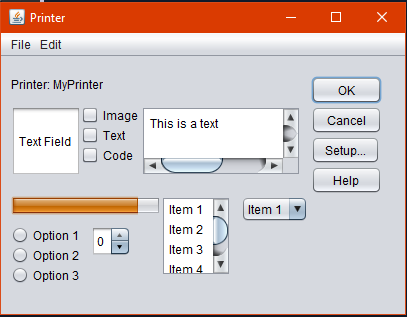 Printer
File Edit
Printer: MyPrinter
OK
Text Field
Image
Text
Code
This is a text
Cancel
Setup...
Help
Option 1
Option 2
Option 3
0
Item 1
Item 2
Item 3
Item 4
Item 1